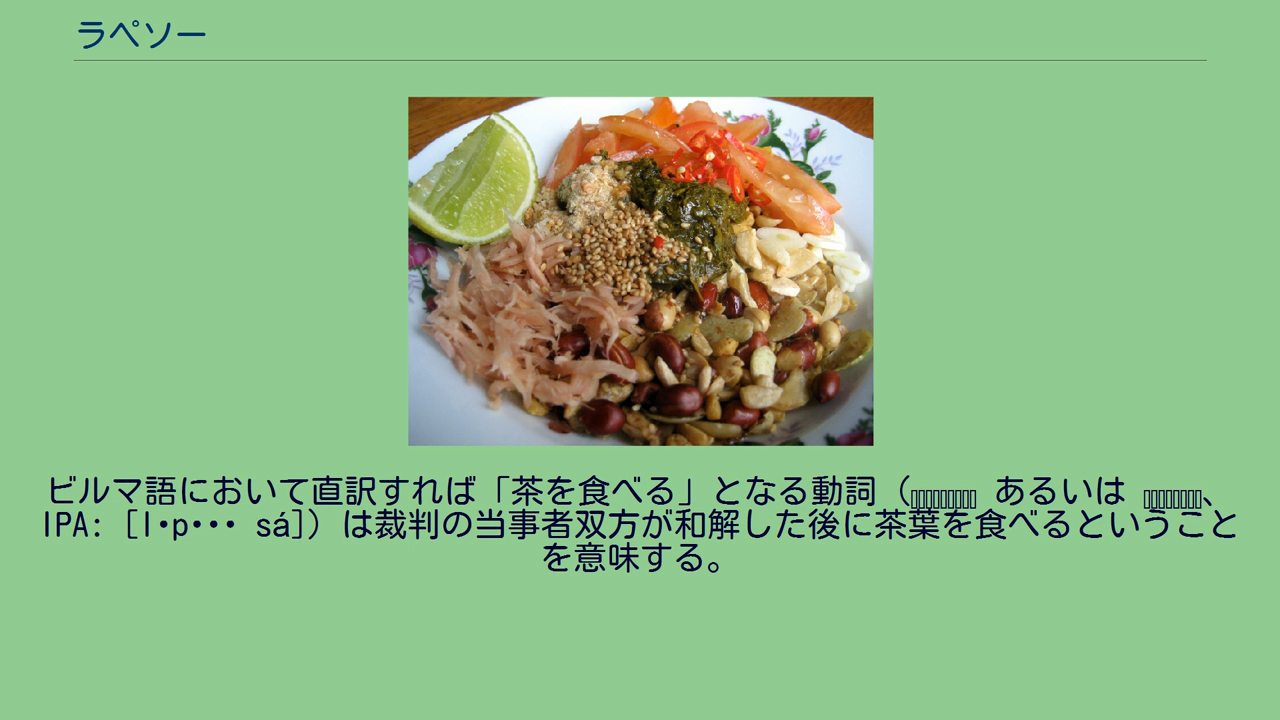 ラペソー
ビルマ語において直訳すれば「茶を食べる」となる動詞（ あるいは 、
IPA: [l•p••• sá]）は裁判の当事者双方が和解した後に茶葉を食べるということ
を意味する。